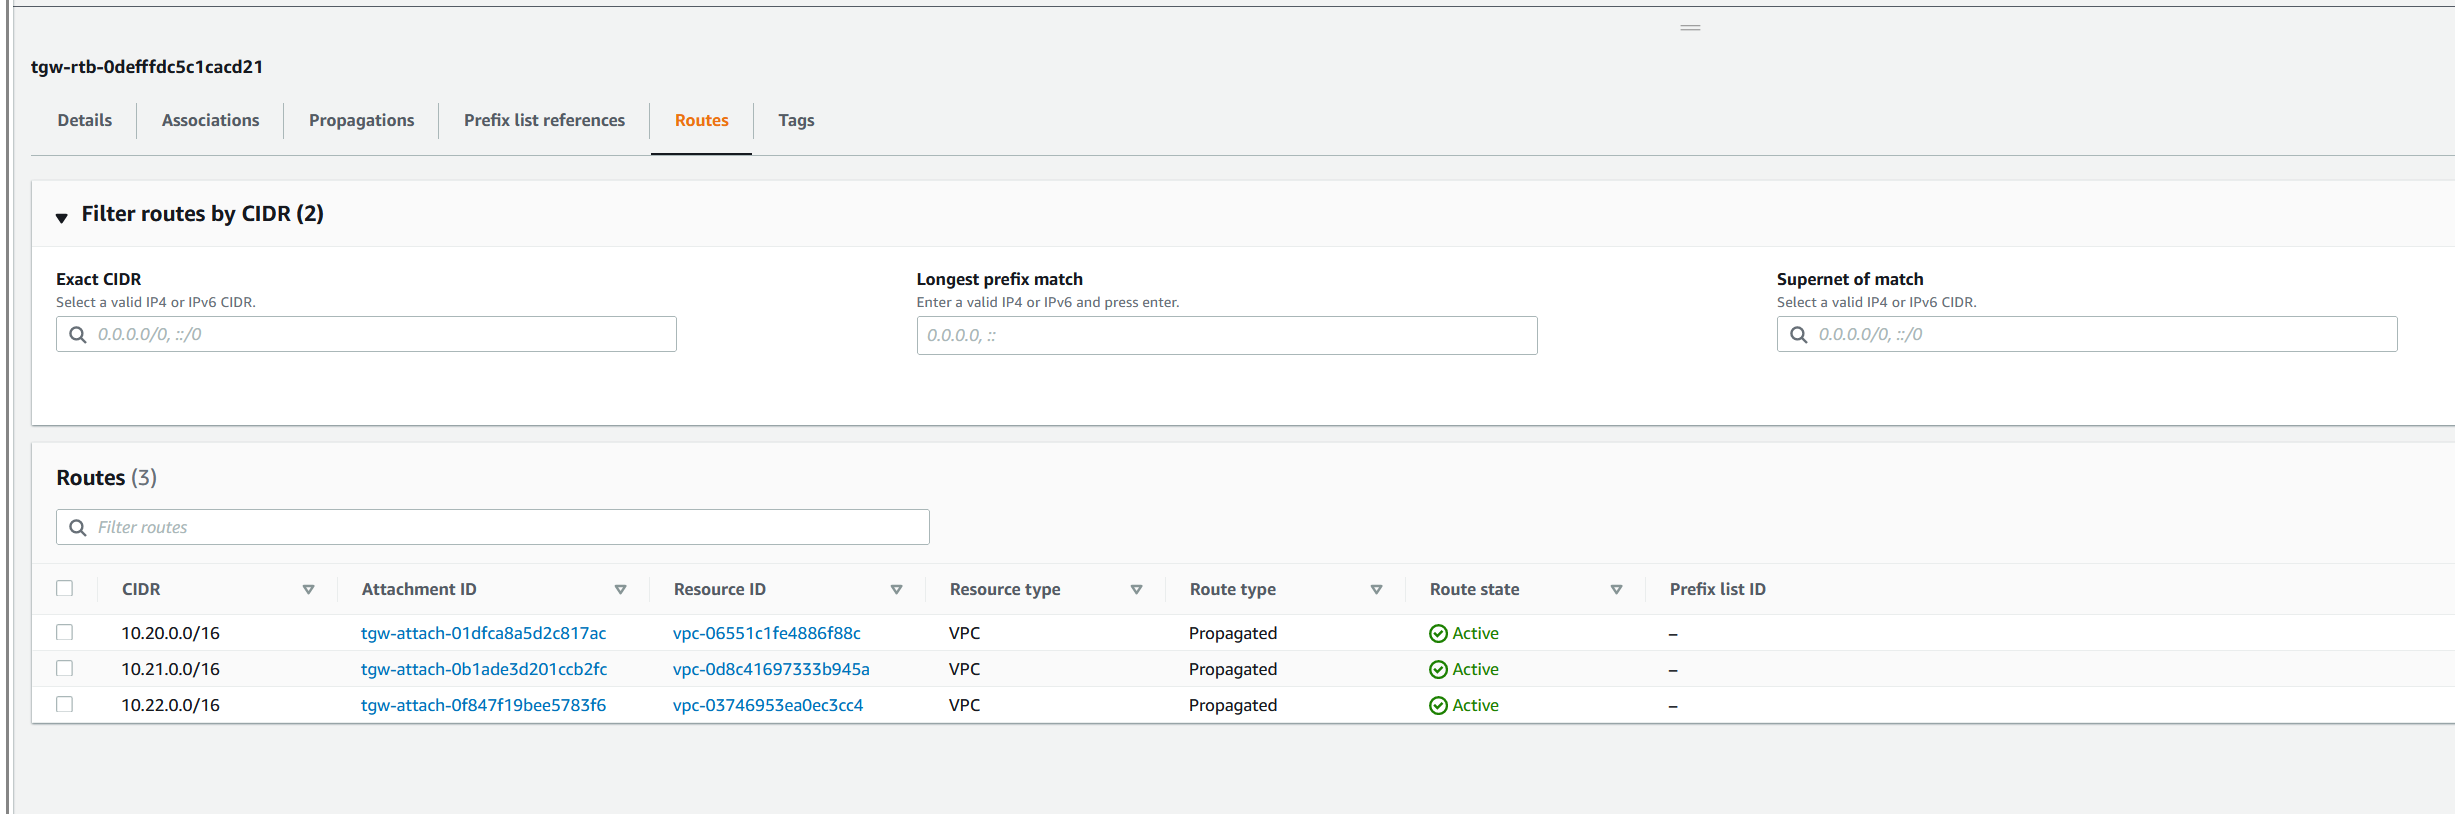 tgw-rtb-0defffdc5c1cacd21
Details Associations Propagations Prefix list references Routes Tags
Filter routes by CIDR (2)
Exact CIDR Longest prefix match Supernet of match
Select a valid IP4 or IPv6 CIDR. Enter a valid IP4 or IPv6 and press enter. Select a valid IP4 or IPv6 CIDR.
0.0.0.0/0, ::/0 0.0.0.0, :: 0.0.0.0/0, ::/0
Routes (3)
Filter routes
CIDR Attachment ID Resource ID Resource type Route type Route state Prefix list ID
10.20.0.0/16 tgw-attach-01dfca8a5d2c817ac vpc-06551c1fe4886f88c VPC Propagated Active –
10.21.0.0/16 tgw-attach-0b1ade3d201ccb2fc vpc-0d8c41697333b945a VPC Propagated Active –
10.22.0.0/16 tgw-attach-0f847f19bee5783f6 vpc-03746953ea0ec3cc4 VPC Propagated Active –